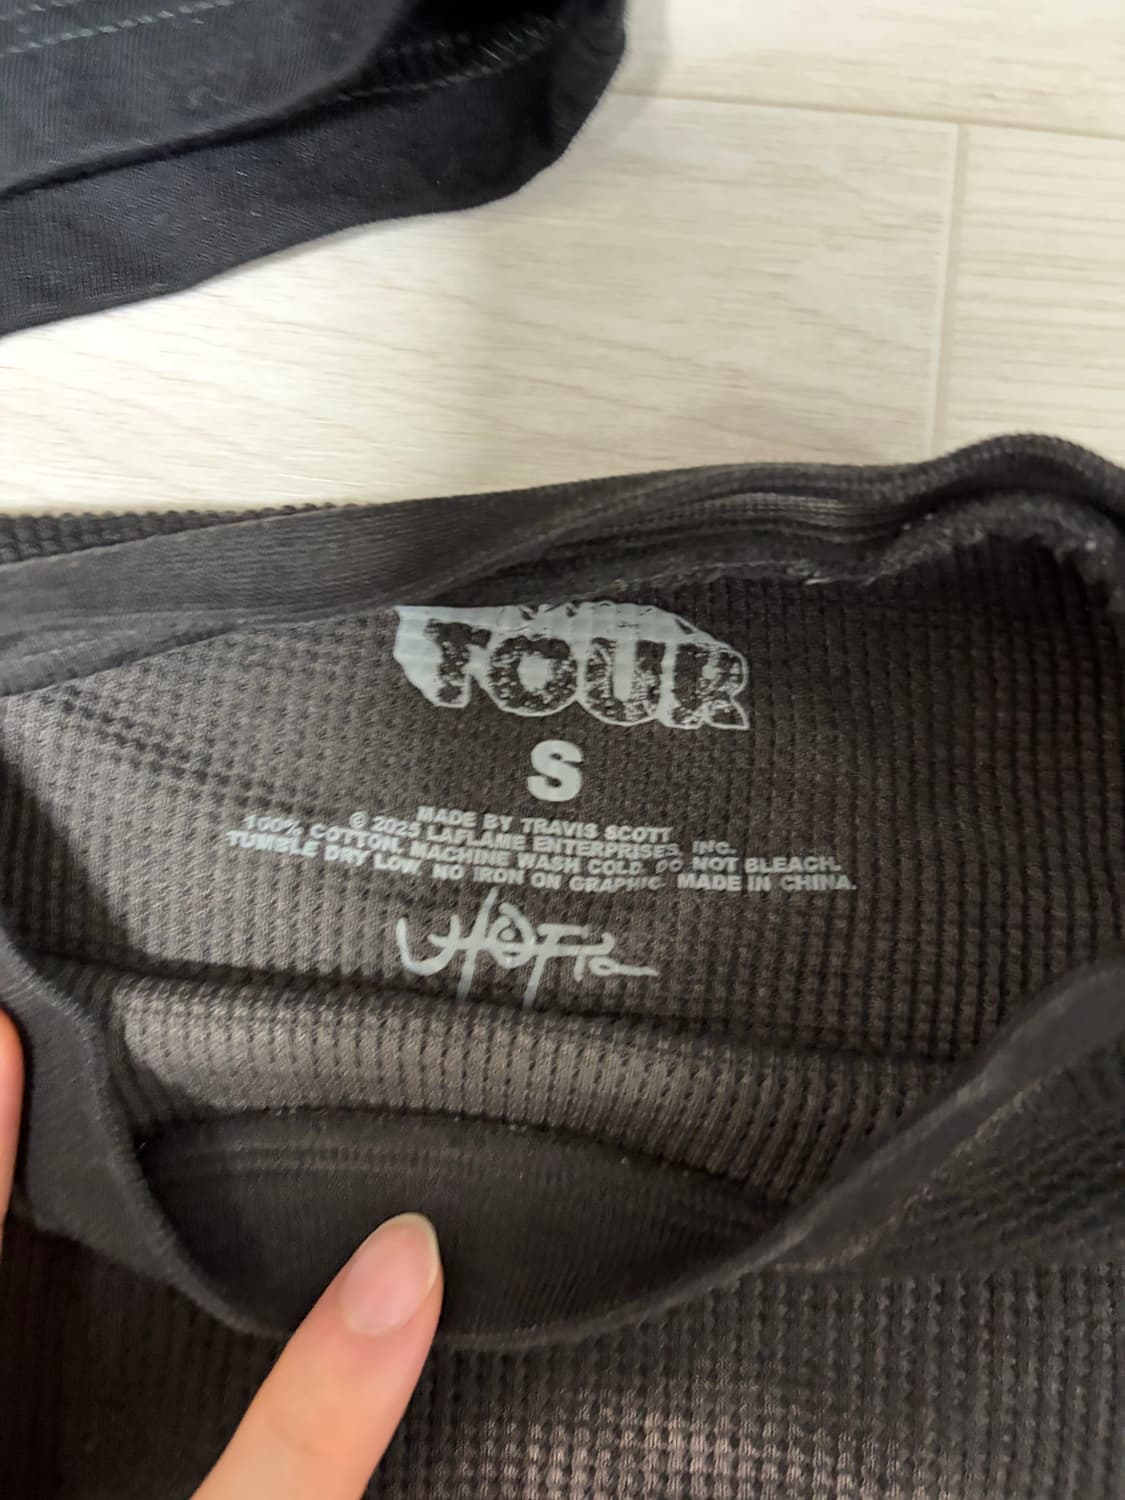 TOUR
S
MADE BY TRAVIS SCOTT
© 2025 LAFLAME ENTERPRISES, INC.
100% COTTON. MACHINE WASH COLD. DO NOT BLEACH.
TUMBLE DRY LOW. NO IRON ON GRAPHIC. MADE IN CHINA.